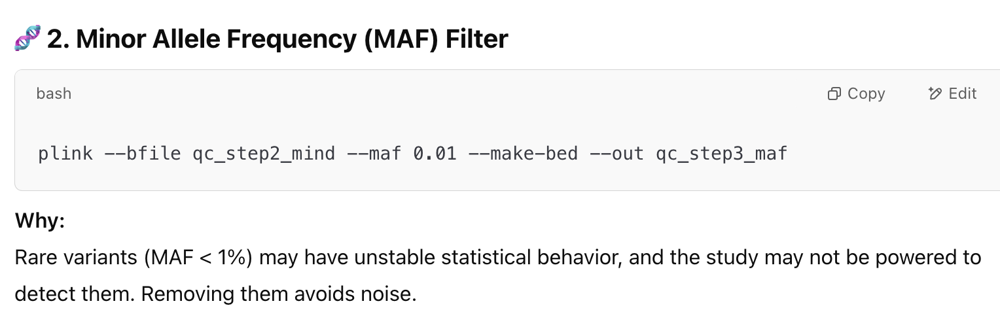 🧬 2. Minor Allele Frequency (MAF) Filter
bash Copy Edit
plink --bfile qc_step2_mind --maf 0.01 --make-bed --out qc_step3_maf
Why:
Rare variants (MAF < 1%) may have unstable statistical behavior, and the study may not be powered to
detect them. Removing them avoids noise.